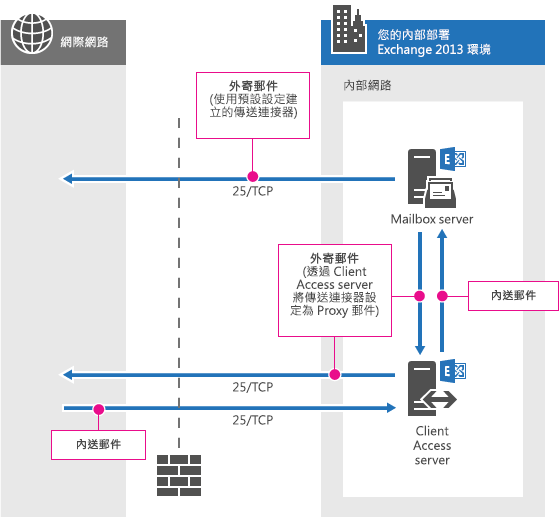 網際網路
您的內部部署
Exchange 2013 環境
內部網路
外寄郵件
(使用預設設定建
立的傳送連接器)
25/TCP
E
Mailbox server
外寄郵件
(透過 Client
Access server
將傳送連接器設
定為 Proxy 郵件)
內送郵件
25/TCP
E
25/TCP
內送郵件
Client
Access
server